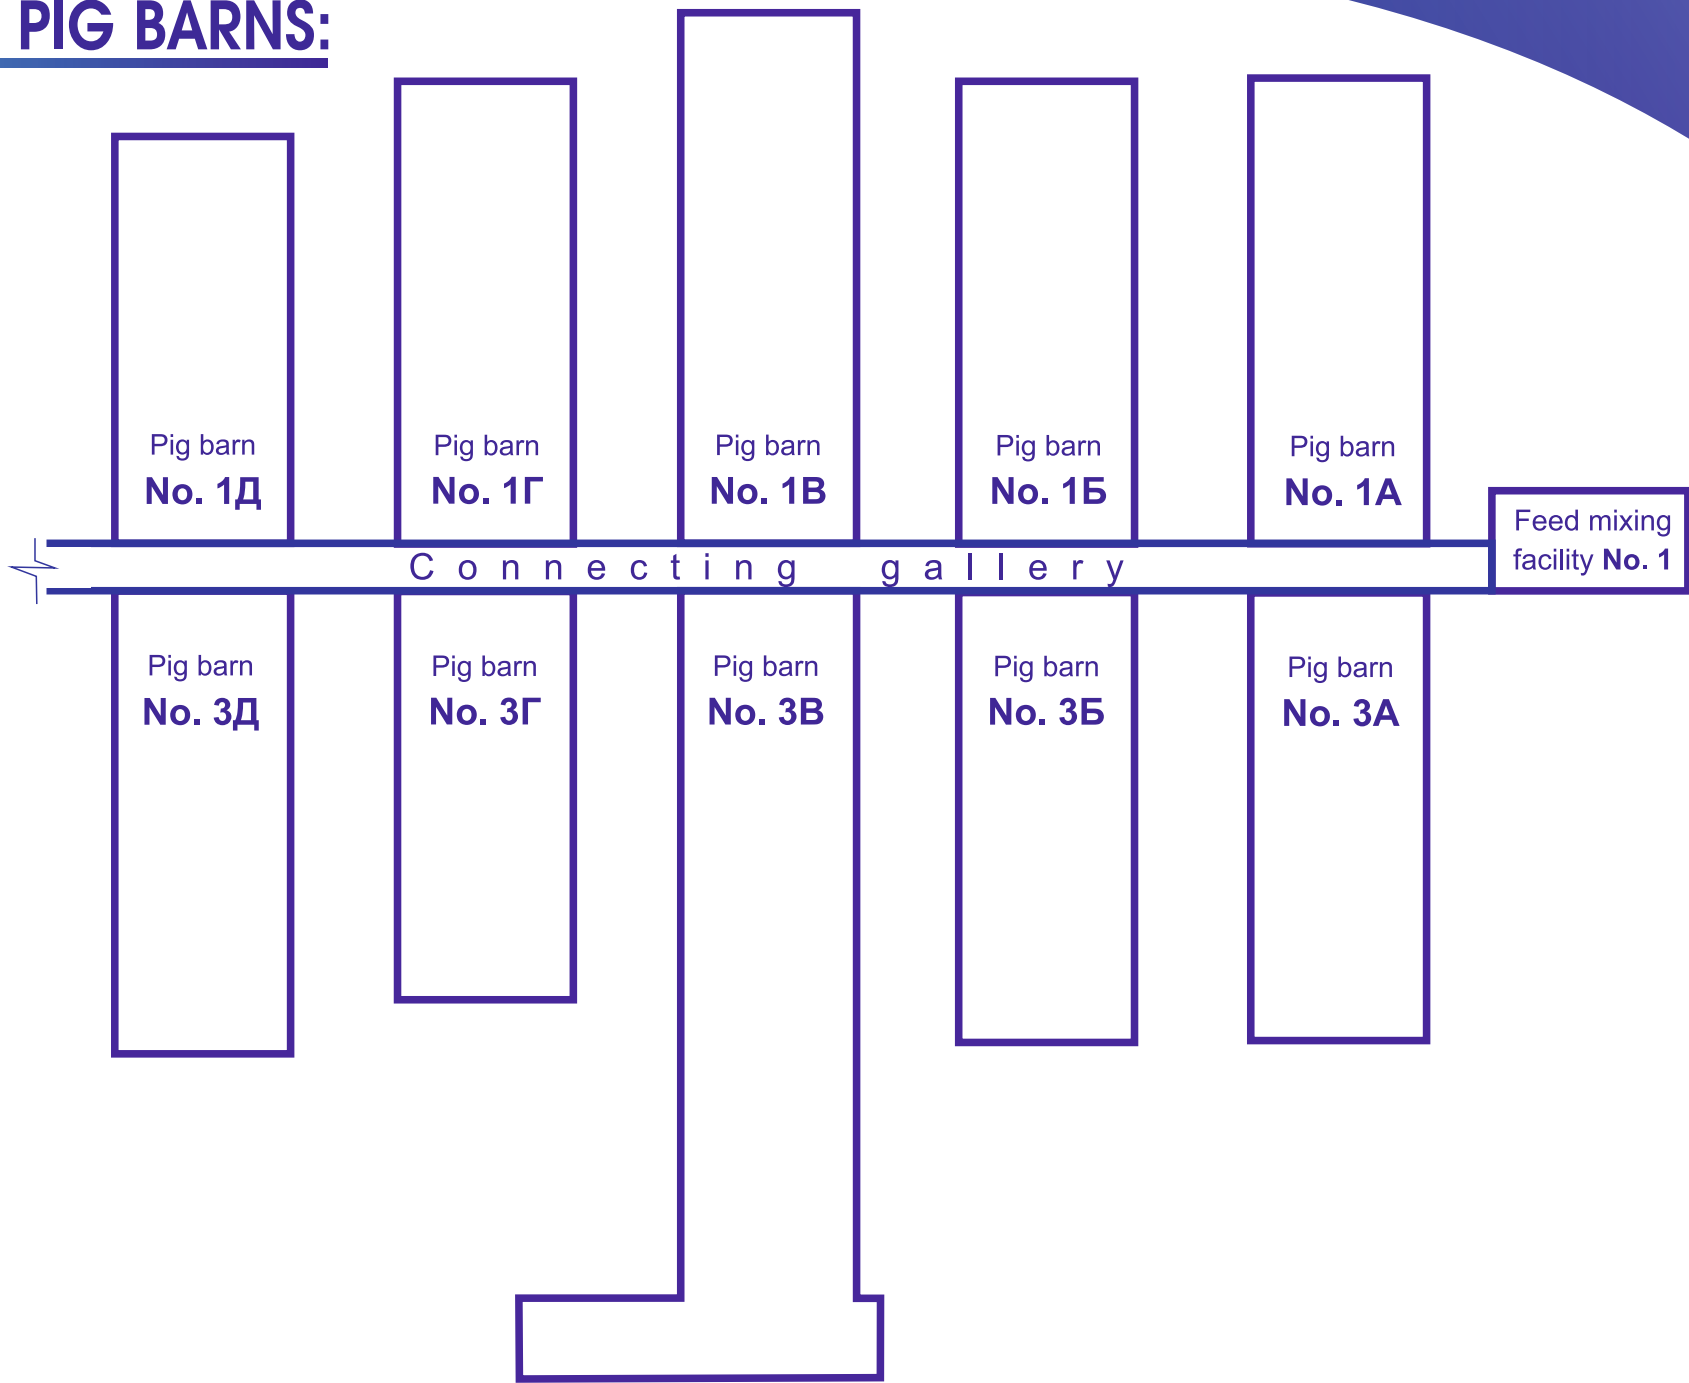 PIG BARNS:
Pig barn
No. 1Д
Pig barn
No. 1Г
Pig barn
No. 1В
Pig barn
No. 1Б
Pig barn
No. 1А
Feed mixing
facility No. 1
Connecting gallery
Pig barn
No. 3Д
Pig barn
No. 3Г
Pig barn
No. 3В
Pig barn
No. 3Б
Pig barn
No. 3А